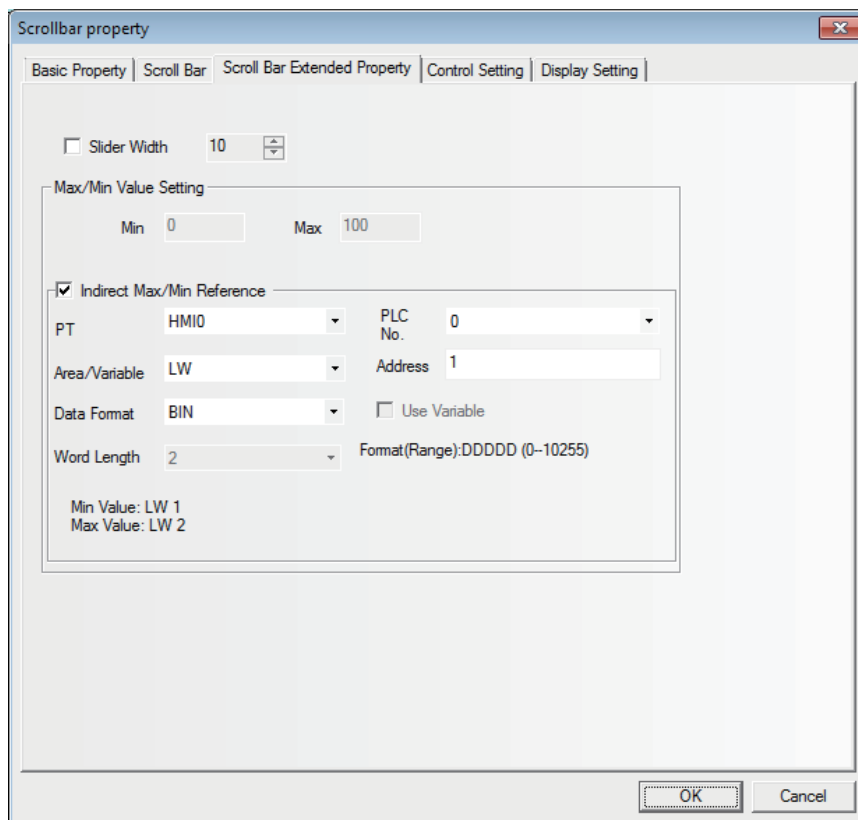 Scrollbar property
Basic Property Scroll Bar Scroll Bar Extended Property Control Setting Display Setting
Slider Width 10
Max/Min Value Setting
Min 0 Max 100
Indirect Max/Min Reference
PT HMI0 PLC No. 0
Area/Variable LW Address 1
Data Format BIN Use Variable
Word Length 2 Format(Range):DDDDD (0--10255)
Min Value: LW 1
Max Value: LW 2
OK Cancel